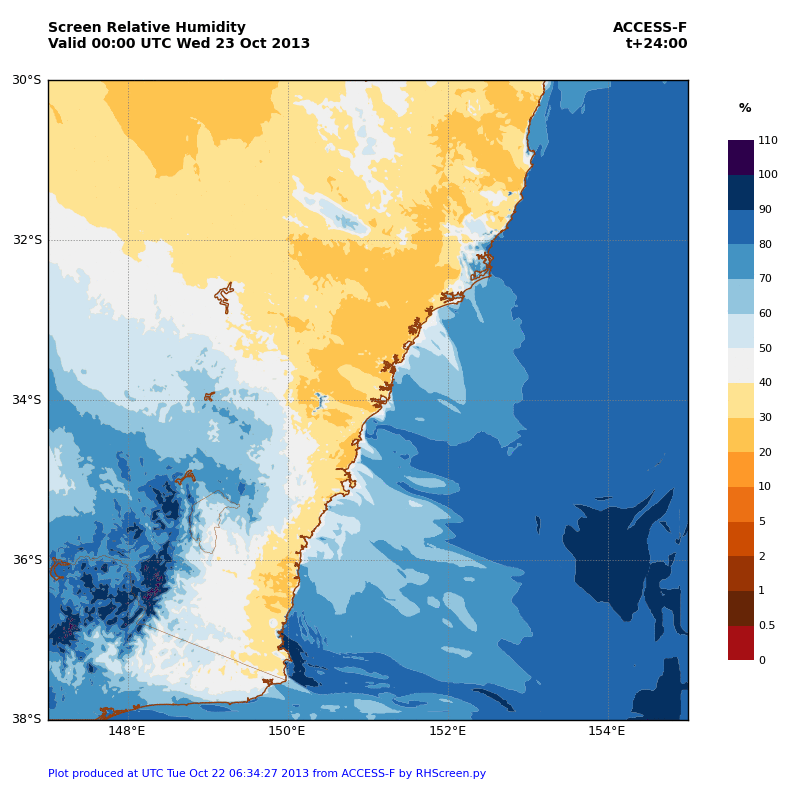 Screen Relative Humidity
Valid 00:00 UTC Wed 23 Oct 2013
ACCESS-F
t+24:00
30°S
32°S
34°S
36°S
38°S
148°E
150°E
152°E
154°E
%
110
100
90
80
70
60
50
40
30
20
10
5
2
1
0.5
0
Plot produced at UTC Tue Oct 22 06:34:27 2013 from ACCESS-F by RHScreen.py